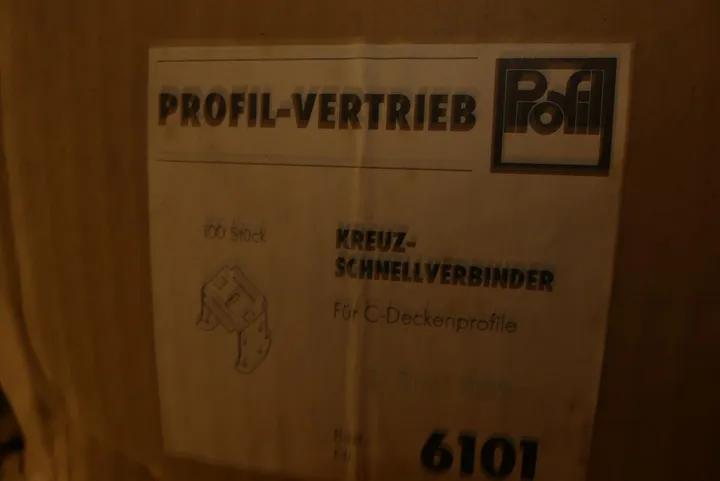 PROFIL-VERTRIEB
Profil
100 Stück
KREUZ-
SCHNELLVERBINDER
Für C-Deckenprofile
6101